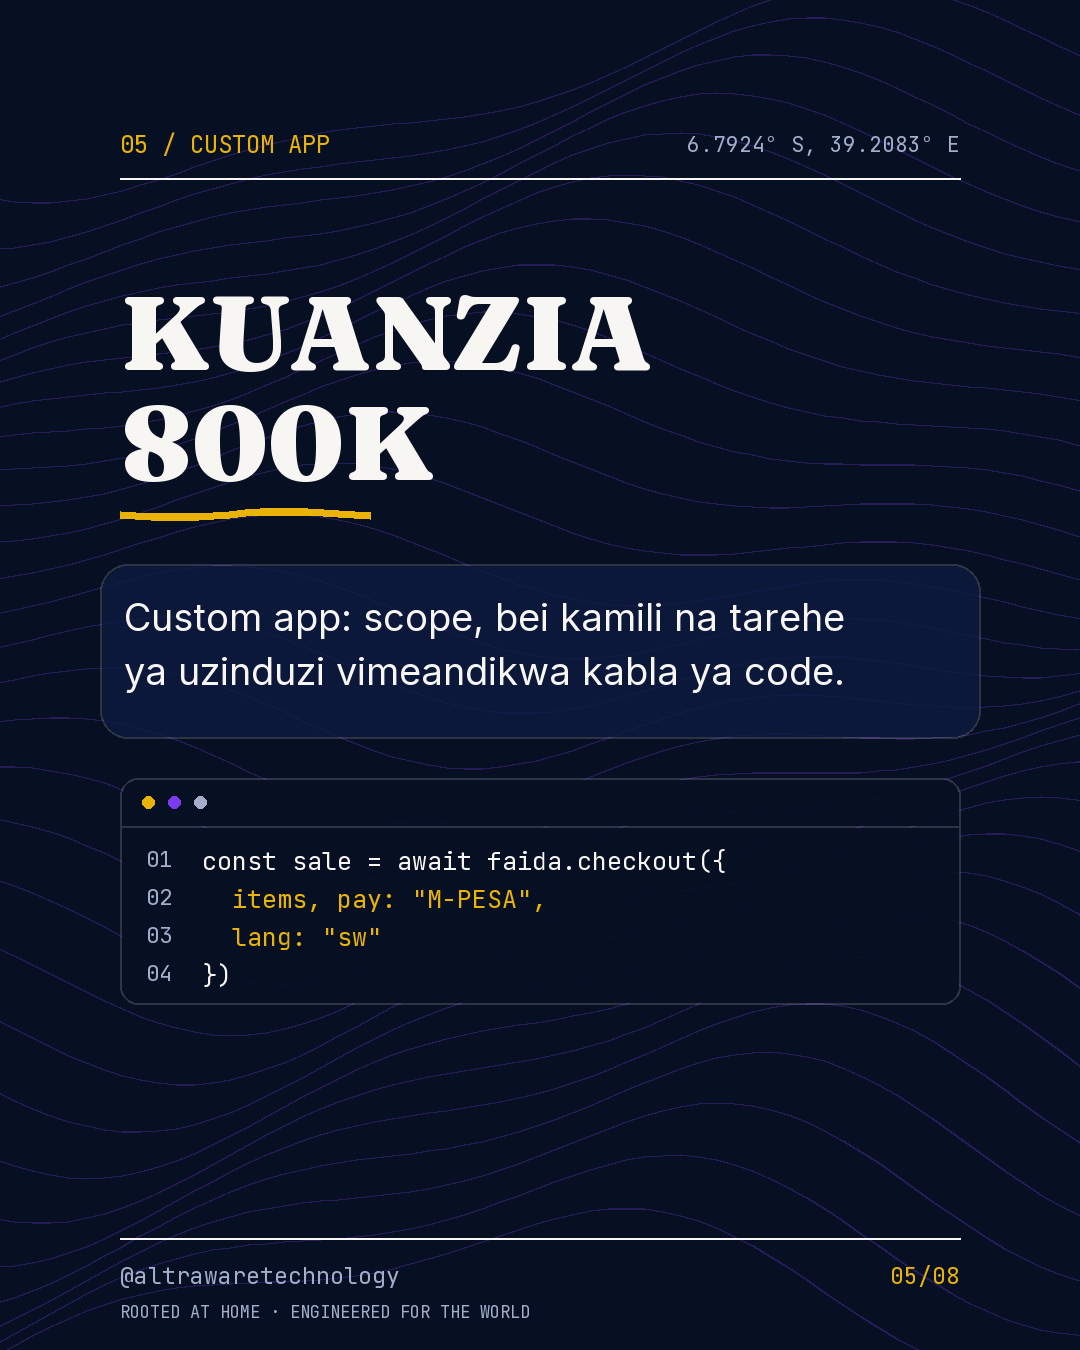 05 / CUSTOM APP
6.7924° S, 39.2083° E
KUANZIA
800K
Custom app: scope, bei kamili na tarehe
ya uzinduzi vimeandikwa kabla ya code.
01 const sale = await faida.checkout({
02 items, pay: "M-PESA",
03 lang: "sw"
04 })
@altrawaretechnology
05/08
ROOTED AT HOME · ENGINEERED FOR THE WORLD